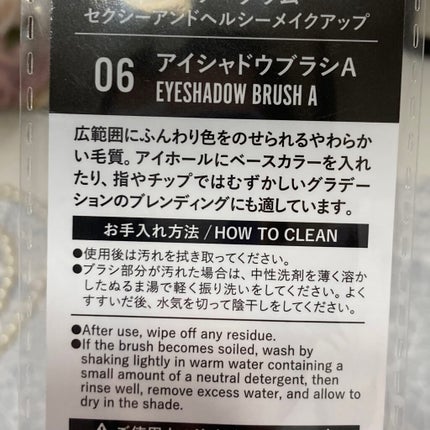 セクシーアンドヘルシーメイクアップ
06 アイシャドウブラシA
EYESHADOW BRUSH A
広範囲にふんわり色をのせられるやわらか
い毛質。アイホールにベースカラーを入れ
たり、指やチップではむずかしいグラデー
ションのブレンディングにも適しています。
お手入れ方法 / HOW TO CLEAN
●使用後は汚れを拭き取ってください。
●ブラシ部分が汚れた場合は、中性洗剤を薄く溶か
したぬるま湯で軽く振り洗いをしてください。よく
すすいだ後、水気を切って陰干しをしてください。
●After use, wipe off any residue.
●If the brush becomes soiled, wash by
shaking lightly in warm water containing a
small amount of a neutral detergent, then
rinse well, remove excess water, and allow to
dry in the shade.